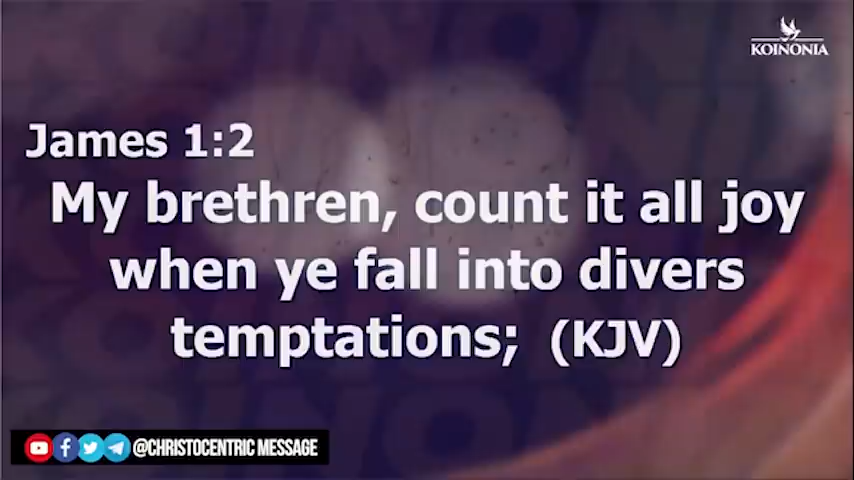 KOINONIA
James 1:2
My brethren, count it all joy
when ye fall into divers
temptations; (KJV)
@CHRISTOCENTRIC MESSAGE